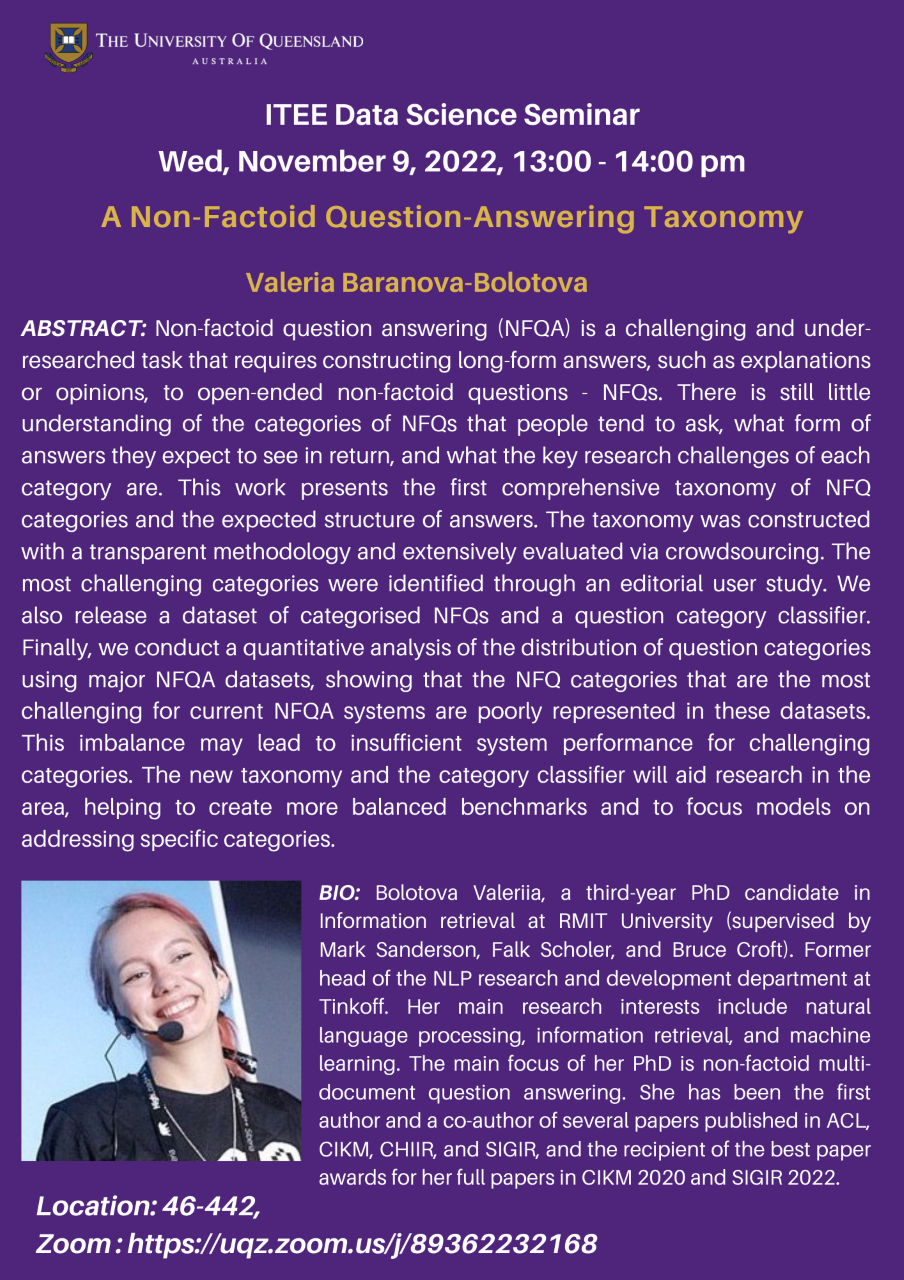 THE UNIVERSITY OF QUEENSLAND
AUSTRALIA
ITEE Data Science Seminar
Wed, November 9, 2022, 13:00 - 14:00 pm
A Non-Factoid Question-Answering Taxonomy
Valeria Baranova-Bolotova
ABSTRACT: Non-factoid question answering (NFQA) is a challenging and under-
researched task that requires constructing long-form answers, such as explanations
or opinions, to open-ended non-factoid questions - NFQs. There is still little
understanding of the categories of NFQs that people tend to ask, what form of
answers they expect to see in return, and what the key research challenges of each
category are. This work presents the first comprehensive taxonomy of NFQ
categories and the expected structure of answers. The taxonomy was constructed
with a transparent methodology and extensively evaluated via crowdsourcing. The
most challenging categories were identified through an editorial user study. We
also release a dataset of categorised NFQs and a question category classifier.
Finally, we conduct a quantitative analysis of the distribution of question categories
using major NFQA datasets, showing that the NFQ categories that are the most
challenging for current NFQA systems are poorly represented in these datasets.
This imbalance may lead to insufficient system performance for challenging
categories. The new taxonomy and the category classifier will aid research in the
area, helping to create more balanced benchmarks and to focus models on
addressing specific categories.
BIO: Bolotova Valeriia, a third-year PhD candidate in
Information retrieval at RMIT University (supervised by
Mark Sanderson, Falk Scholer, and Bruce Croft). Former
head of the NLP research and development department at
Tinkoff. Her main research interests include natural
language processing, information retrieval, and machine
learning. The main focus of her PhD is non-factoid multi-
document question answering. She has been the first
author and a co-author of several papers published in ACL,
CIKM, CHIIR, and SIGIR, and the recipient of the best paper
awards for her full papers in CIKM 2020 and SIGIR 2022.
Location: 46-442,
Zoom : https://uqz.zoom.us/j/89362232168